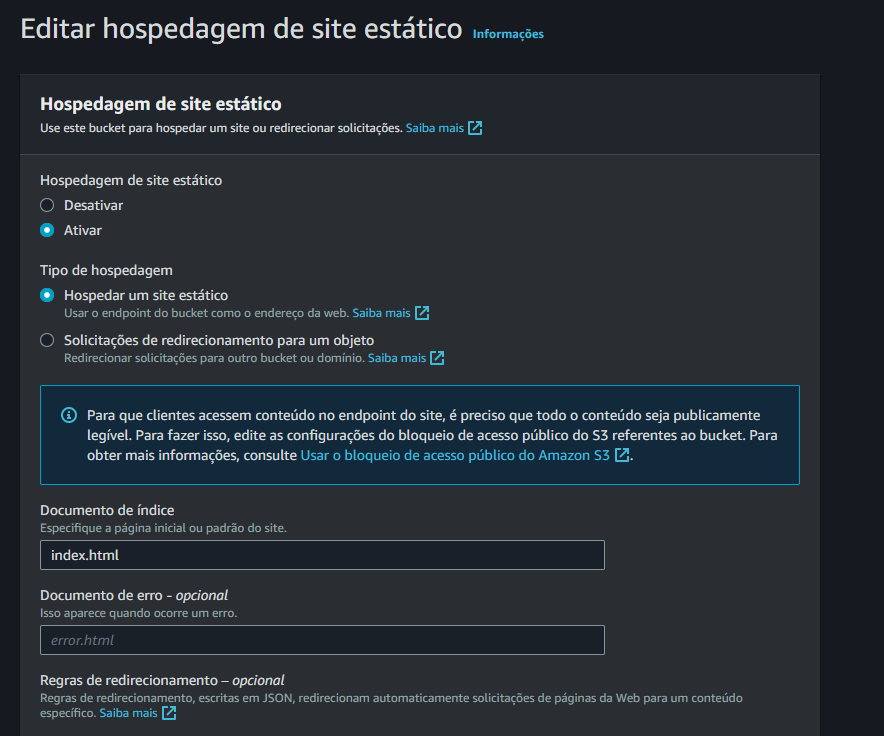 Editar hospedagem de site estático Informações
Hospedagem de site estático
Use este bucket para hospedar um site ou redirecionar solicitações. Saiba mais
Hospedagem de site estático
Desativar
Ativar
Tipo de hospedagem
Hospedar um site estático
Usar o endpoint do bucket como o endereço da web. Saiba mais
Solicitações de redirecionamento para um objeto
Redirecionar solicitações para outro bucket ou domínio. Saiba mais
Para que clientes acessem conteúdo no endpoint do site, é preciso que todo o conteúdo seja publicamente
legível. Para fazer isso, edite as configurações do bloqueio de acesso público do S3 referentes ao bucket. Para
obter mais informações, consulte Usar o bloqueio de acesso público do Amazon S3.
Documento de índice
Especifique a página inicial ou padrão do site.
index.html
Documento de erro - opcional
Isso aparece quando ocorre um erro.
error.html
Regras de redirecionamento – opcional
Regras de redirecionamento, escritas em JSON, redirecionam automaticamente solicitações de páginas da Web para um conteúdo
específico. Saiba mais